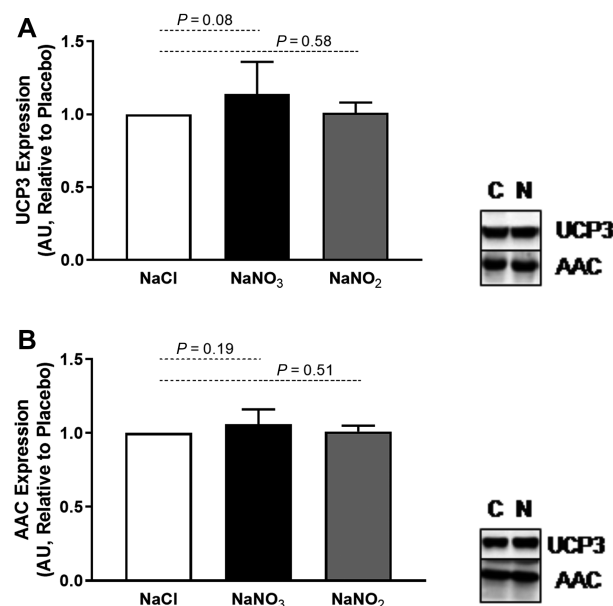 A
P = 0.08
P = 0.58
UCP3 Expression
(AU, Relative to Placebo)
1.5
1.0
0.5
0.0
NaCl
NaNO₃
NaNO₂
C N
UCP3
AAC
B
P = 0.19
P = 0.51
AAC Expression
(AU, Relative to Placebo)
1.5
1.0
0.5
0.0
NaCl
NaNO₃
NaNO₂
C N
UCP3
AAC